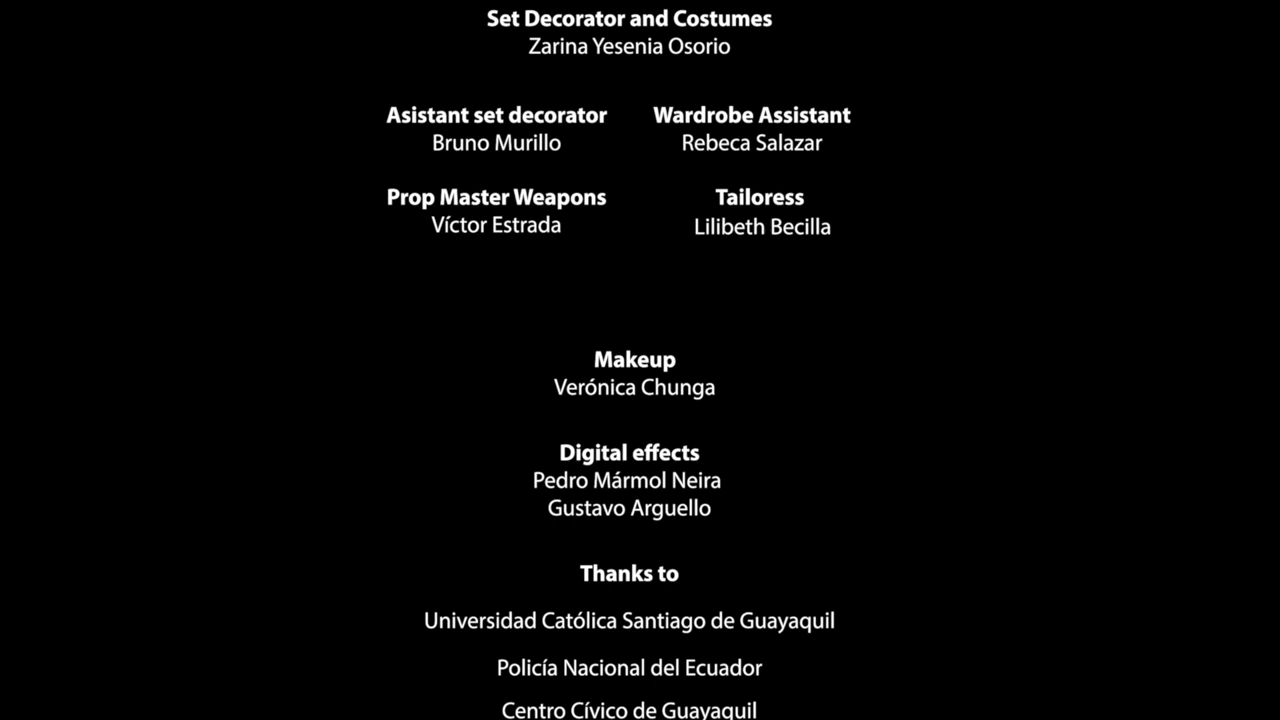 Set Decorator and Costumes
Zarina Yesenia Osorio
Asistant set decorator
Bruno Murillo
Wardrobe Assistant
Rebeca Salazar
Prop Master Weapons
Víctor Estrada
Tailoress
Lilibeth Becilla
Makeup
Verónica Chunga
Digital effects
Pedro Mármol Neira
Gustavo Arguello
Thanks to
Universidad Católica Santiago de Guayaquil
Policía Nacional del Ecuador
Centro Cívico de Guayaquil